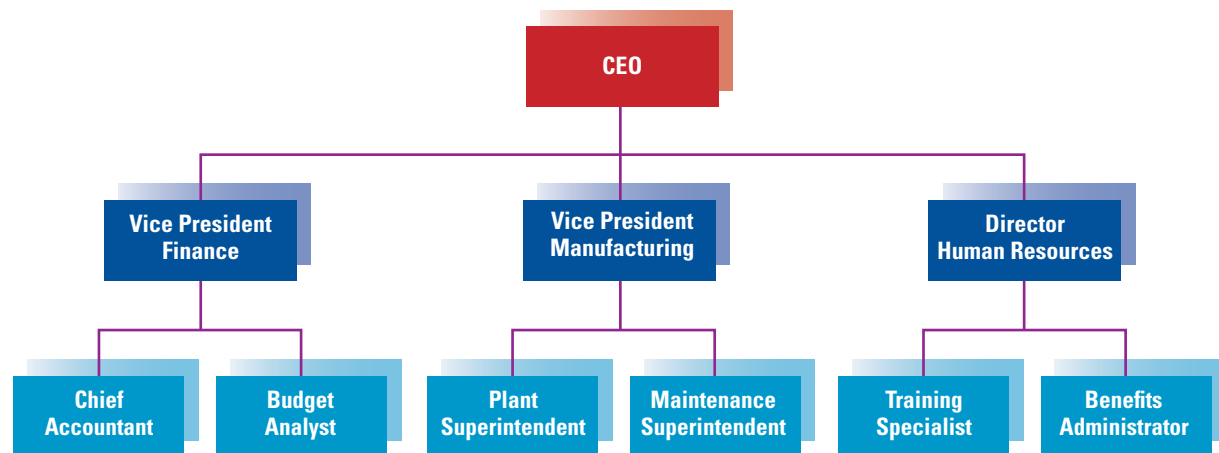 CEO
Vice President
Finance
Vice President
Manufacturing
Director
Human Resources
Chief
Accountant
Budget
Analyst
Plant
Superintendent
Maintenance
Superintendent
Training
Specialist
Benefits
Administrator